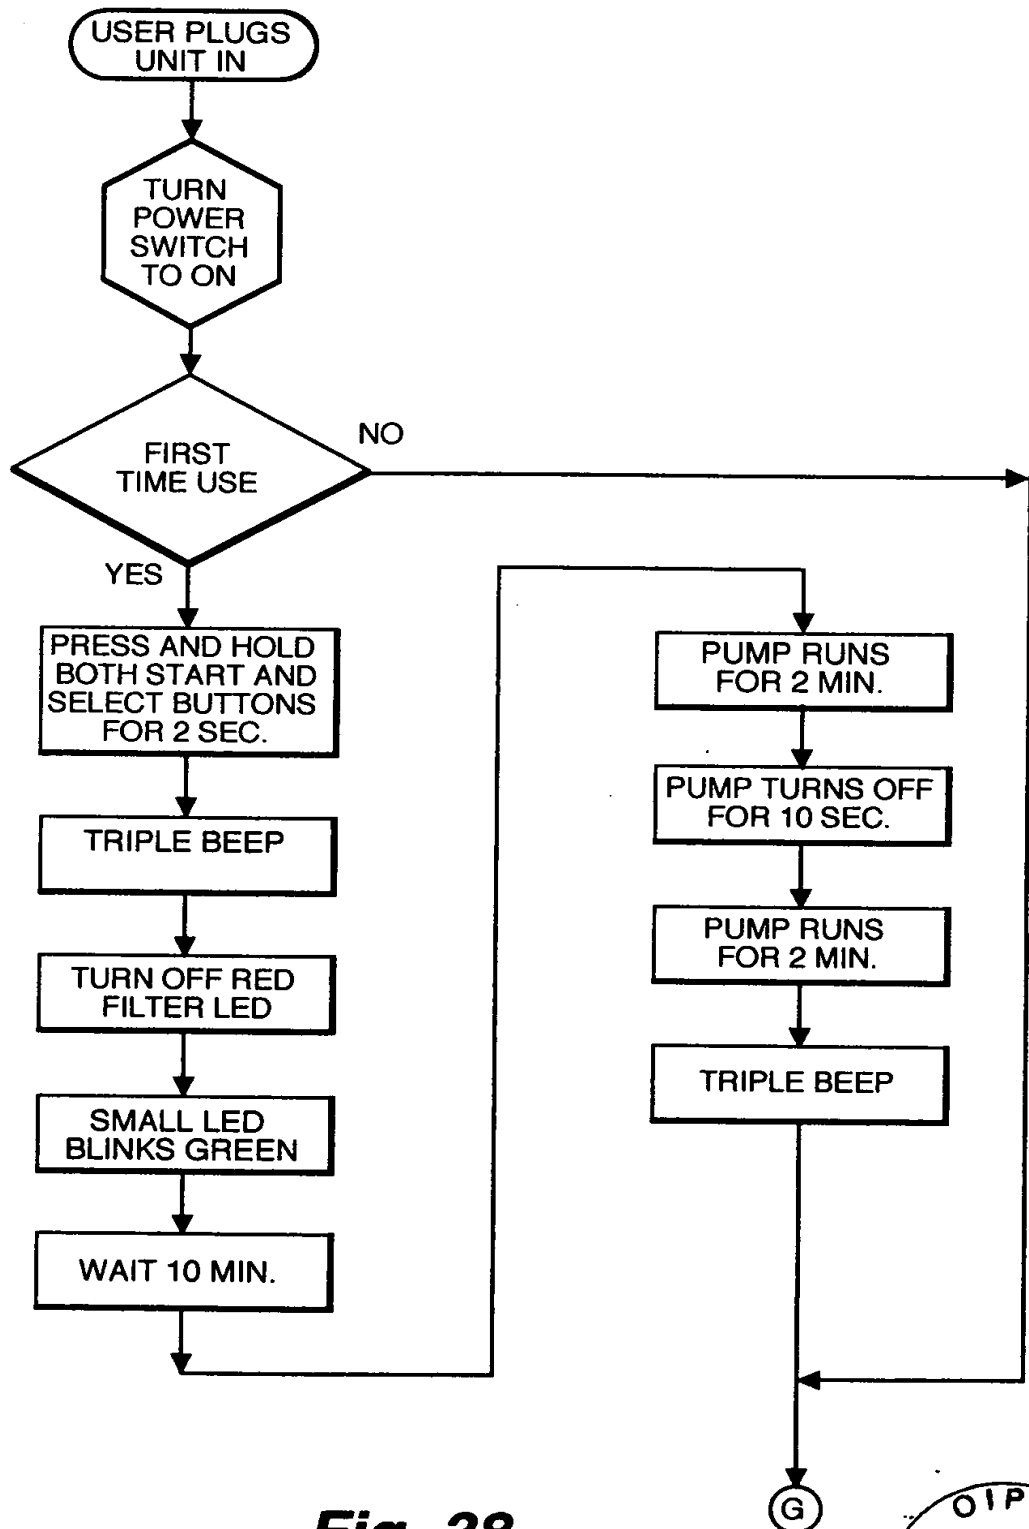 USER PLUGS
UNIT IN
TURN
POWER
SWITCH
TO ON
FIRST
TIME USE
NO
YES
PRESS AND HOLD
BOTH START AND
SELECT BUTTONS
FOR 2 SEC.
TRIPLE BEEP
TURN OFF RED
FILTER LED
SMALL LED
BLINKS GREEN
WAIT 10 MIN.
PUMP RUNS
FOR 2 MIN.
PUMP TURNS OFF
FOR 10 SEC.
PUMP RUNS
FOR 2 MIN.
TRIPLE BEEP
G
OIP